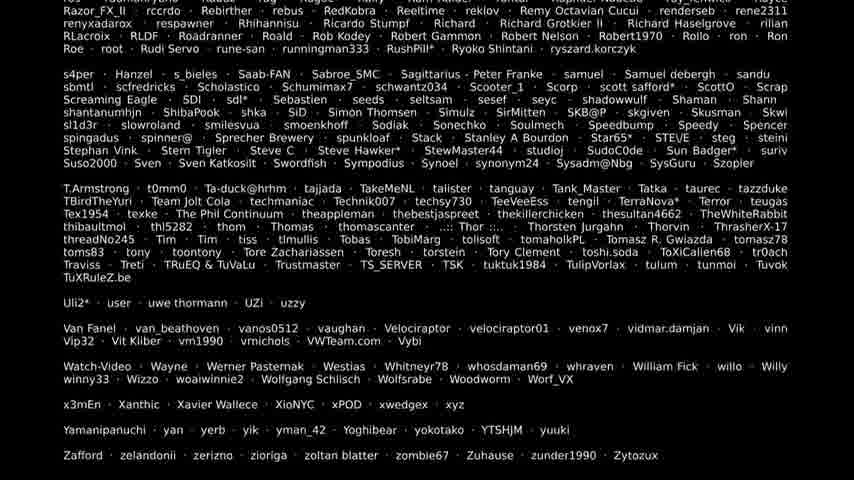 Razor_FX_II · rccrdo · Rebirther · rebus · RedKobra · Reeltime · reklov · Remy Octavian Cucui · renderseb · rene2311
renyxadarox · respawner · Rhihannisu · Ricardo Stumpf · Richard · Richard Grotkier II · Richard Haselgrove · rilian
RLacroix · RLDF · Roadranner · Roald · Rob Kodey · Robert Gammon · Robert Nelson · Robert1970 · Rollo · ron · Ron
Roe · root · Rudi Servo · rune-san · runningman333 · RushPill* · Ryoko Shintani · ryszard.korczyk
s4per · Hanzel · s_bieles · Saab-FAN · Sabroe_SMC · Sagittarius - Peter Franke · samuel · Samuel debergh · sandu
sbmtl · scfredricks · Scholastico · Schumimax7 · schwantz034 · Scooter_1 · Scorp · scott safford* · ScottO · Scrap
Screaming Eagle · SDI · sdl* · Sebastien · seeds · seltsam · sesef · seyc · shadowwulf · Shaman · Shann
shantanumhjn · ShibaPook · shka · SiD · Simon Thomsen · Simulz · SirMitten · SKB@P · skgiven · Skusman · Skwi
sl1d3r · slowroland · smilesvua · smoenkhoff · Sodiak · Sonechko · Soulmech · Speedbump · Speedy · Spencer
spingadus · spinner@ · Sprecher Brewery · spunkloaf · Stack · Stanley A Bourdon · Star65* · STE\/E · steg · steini
Stephan Vink · Stern Tigler · Steve C · Steve Hawker* · StewMaster44 · studioj · SudoC0de · Sun Badger* · suriv
Suso2000 · Sven · Sven Katkosilt · Swordfish · Sympodius · Synoel · synonym24 · Sysadm@Nbg · SysGuru · Szopler
T.Armstrong · t0mm0 · Ta-duck@hrhm · tajjada · TakeMeNL · talister · tanguay · Tank_Master · Tatka · taurec · tazzduke
TBirdTheYuri · Team Jolt Cola · techmaniac · Technik007 · techsy730 · TeeVeeEss · tengil · TerraNova* · Terror · teugas
Tex1954 · texke · The Phil Continuum · theappleman · thebestjaspreet · thekillerchicken · thesultan4662 · TheWhiteRabbit
thibaultmol · thl5282 · thom · Thomas · thomascanter · ..::: Thor :::.. · Thorsten Jurgahn · Thorvin · ThrasherX-17
threadNo245 · Tim · Tim · tiss · tlmullis · Tobas · TobiMarg · tolisoft · tomaholkPL · Tomasz R. Gwiazda · tomasz78
toms83 · tony · toontony · Tore Zachariassen · Toresh · torstein · Tory Clement · toshi.soda · ToXiCalien68 · tr0ach
Traviss · Treti · TRuEQ & TuVaLu · Trustmaster · TS_SERVER · TSK · tuktuk1984 · TulipVorlax · tulum · tunmoi · Tuvok
TuXRuleZ.be
Uli2* · user · uwe thormann · UZi · uzzy
Van Fanel · van_beathoven · vanos0512 · vaughan · Velociraptor · velociraptor01 · venox7 · vidmar.damjan · Vik · vinn
Vip32 · Vit Kliber · vm1990 · vrnichols · VWTeam.com · Vybi
Watch-Video · Wayne · Werner Pasternak · Westias · Whitneyr78 · whosdaman69 · whraven · William Fick · willo · Willy
winny33 · Wizzo · woaiwinnie2 · Wolfgang Schlisch · Wolfsrabe · Woodworm · Worf_VX
x3mEn · Xanthic · Xavier Wallece · XioNYC · xPOD · xwedgex · xyz
Yamanipanuchi · yan · yerb · yik · yman_42 · Yoghibear · yokotako · YTSHJM · yuuki
Zafford · zelandonii · zerizno · zioriga · zoltan blatter · zombie67 · Zuhause · zunder1990 · Zytozux